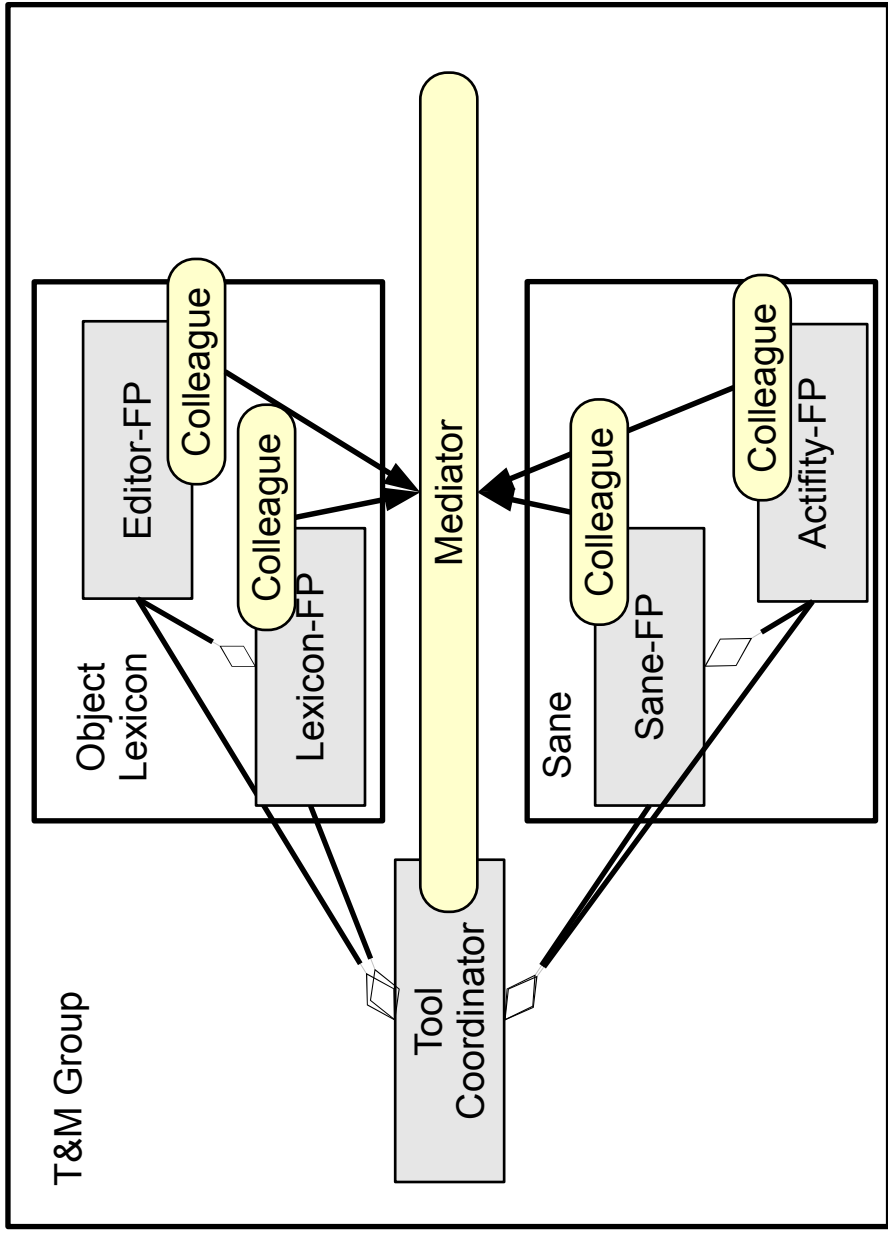 T&M Group
Tool
Coordinator
Mediator
Object
Lexicon
Editor-FP
Colleague
Lexicon-FP
Colleague
Sane
Sane-FP
Colleague
Actifity-FP
Colleague